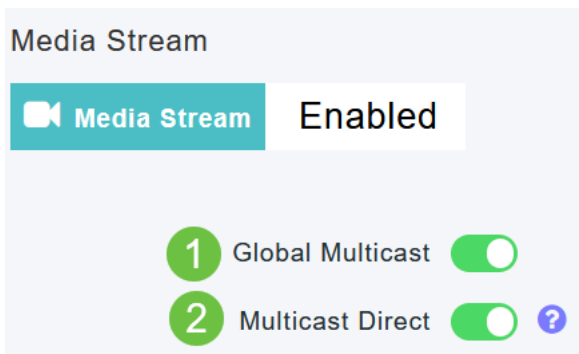 Media Stream
Media Stream Enabled
1 Global Multicast
2 Multicast Direct ?